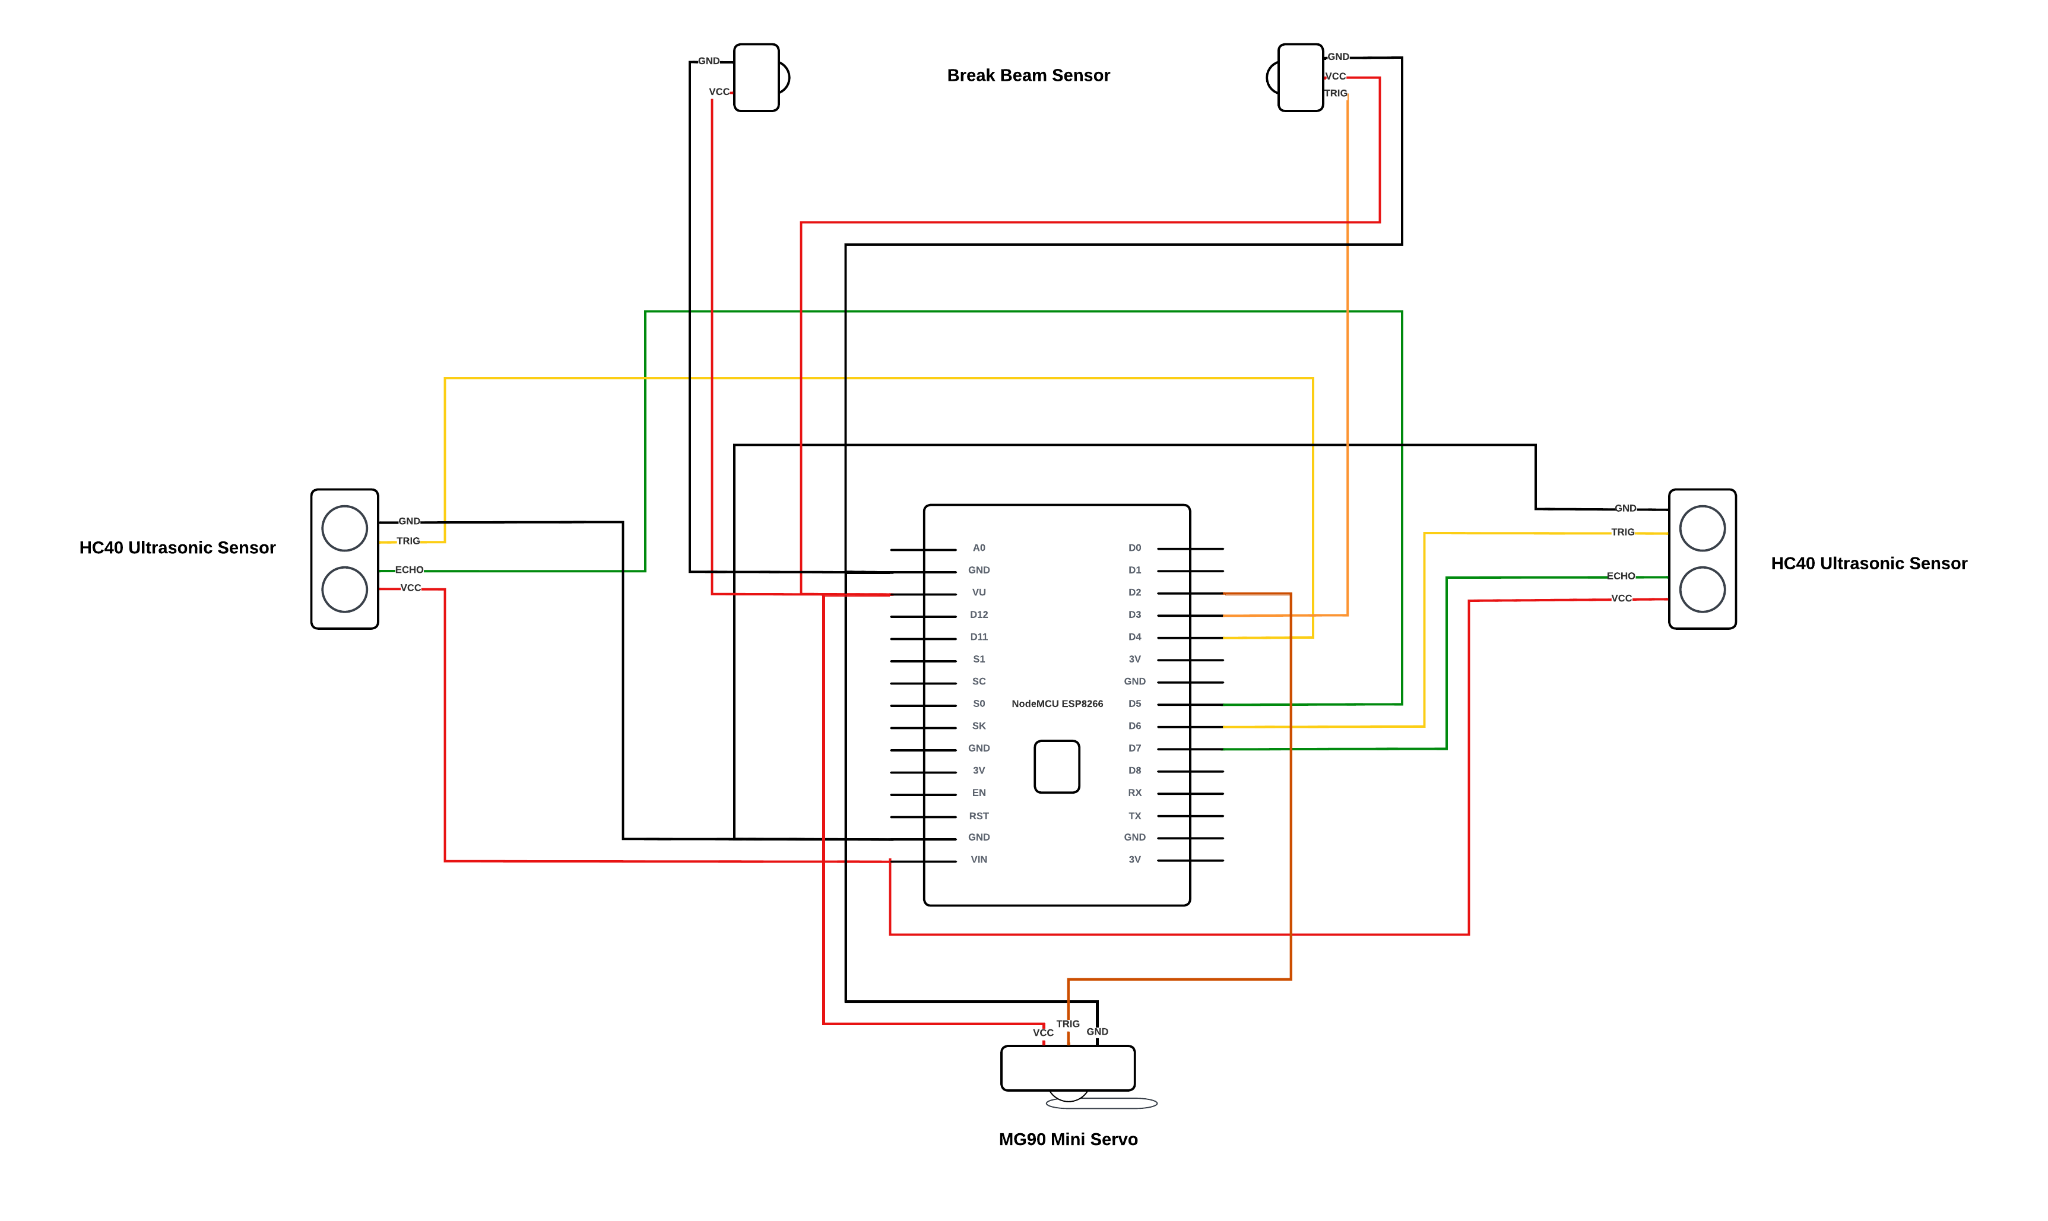 GND
VCC
Break Beam Sensor
GND
VCC
TRIG
HC40 Ultrasonic Sensor
GND
TRIG
ECHO
VCC
A0
GND
VU
D12
D11
S1
SC
S0
SK
GND
3V
EN
RST
GND
VIN
NodeMCU ESP8266
D0
D1
D2
D3
D4
3V
GND
D5
D6
D7
D8
RX
TX
GND
3V
GND
TRIG
ECHO
VCC
HC40 Ultrasonic Sensor
VCC
TRIG
GND
MG90 Mini Servo